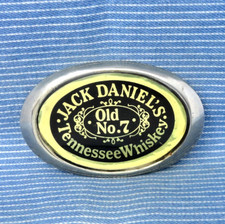 JACK DANIEL'S
Old
No. 7
Tennessee Whiskey